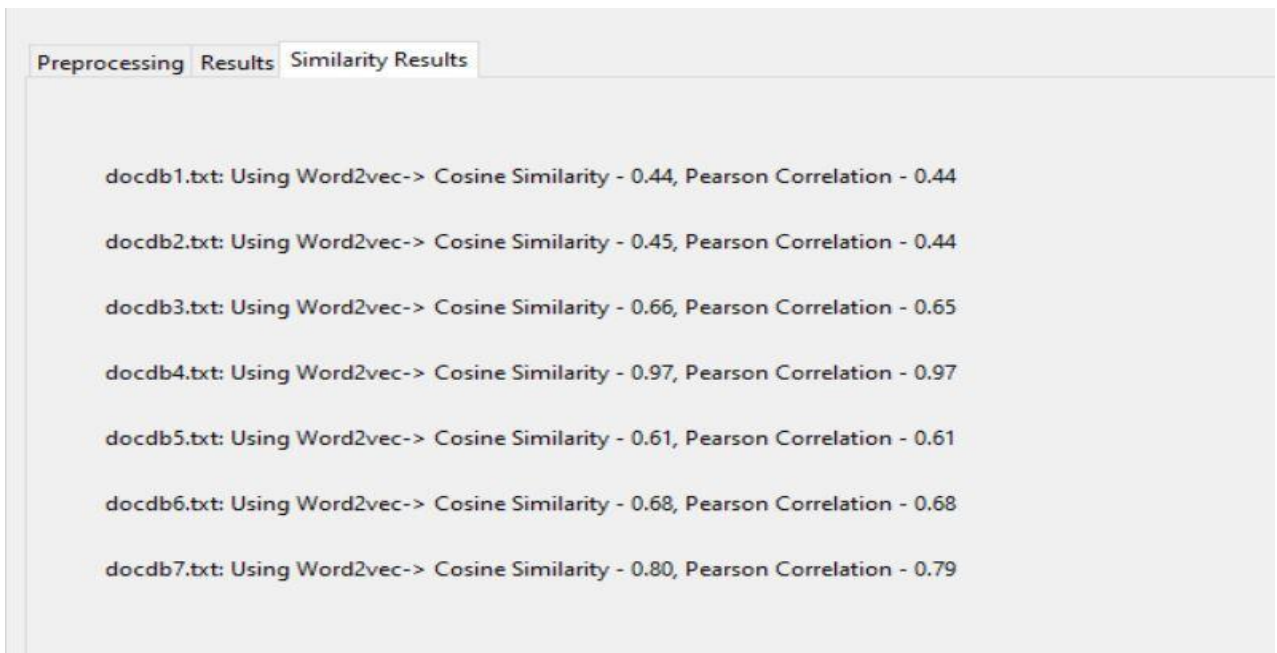 Preprocessing Results Similarity Results
docdb1.txt: Using Word2vec-> Cosine Similarity - 0.44, Pearson Correlation - 0.44
docdb2.txt: Using Word2vec-> Cosine Similarity - 0.45, Pearson Correlation - 0.44
docdb3.txt: Using Word2vec-> Cosine Similarity - 0.66, Pearson Correlation - 0.65
docdb4.txt: Using Word2vec-> Cosine Similarity - 0.97, Pearson Correlation - 0.97
docdb5.txt: Using Word2vec-> Cosine Similarity - 0.61, Pearson Correlation - 0.61
docdb6.txt: Using Word2vec-> Cosine Similarity - 0.68, Pearson Correlation - 0.68
docdb7.txt: Using Word2vec-> Cosine Similarity - 0.80, Pearson Correlation - 0.79